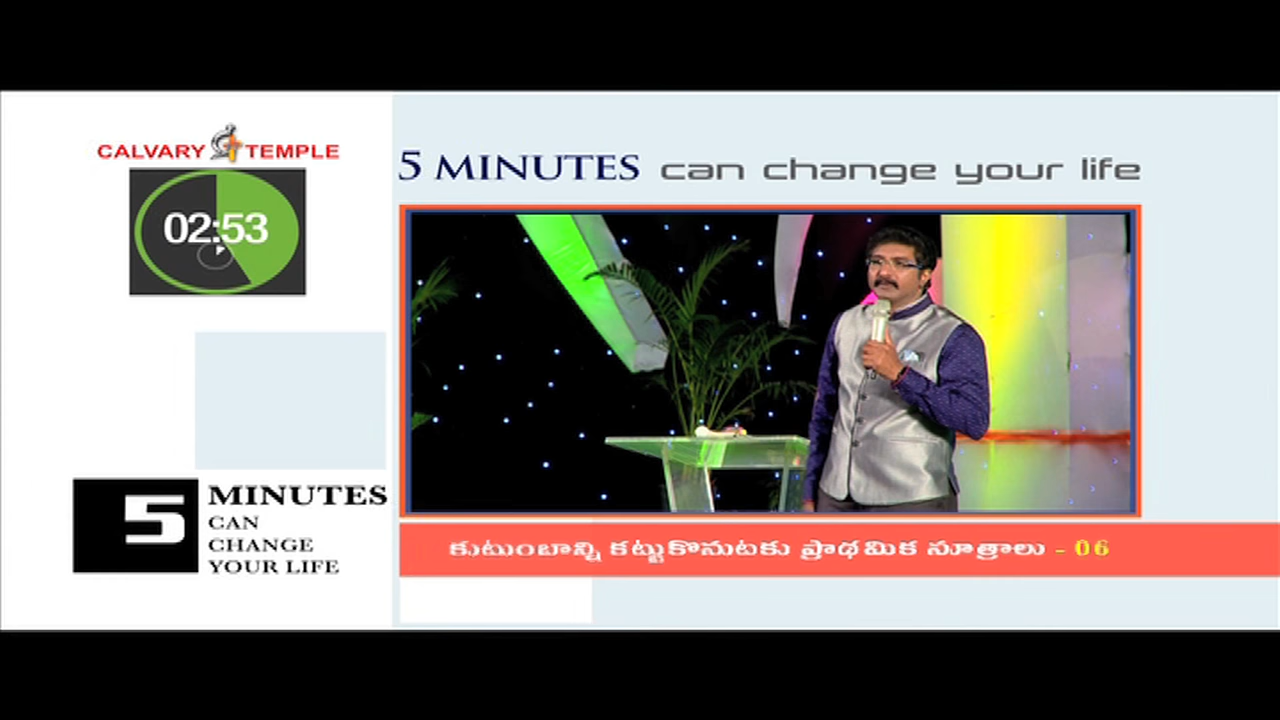 CALVARY TEMPLE
02:53
5 MINUTES can change your life
5 MINUTES
CAN
CHANGE
YOUR LIFE
కుటుంబాన్ని కట్టుకొనుటకు ప్రాథమిక సూత్రాలు - 06